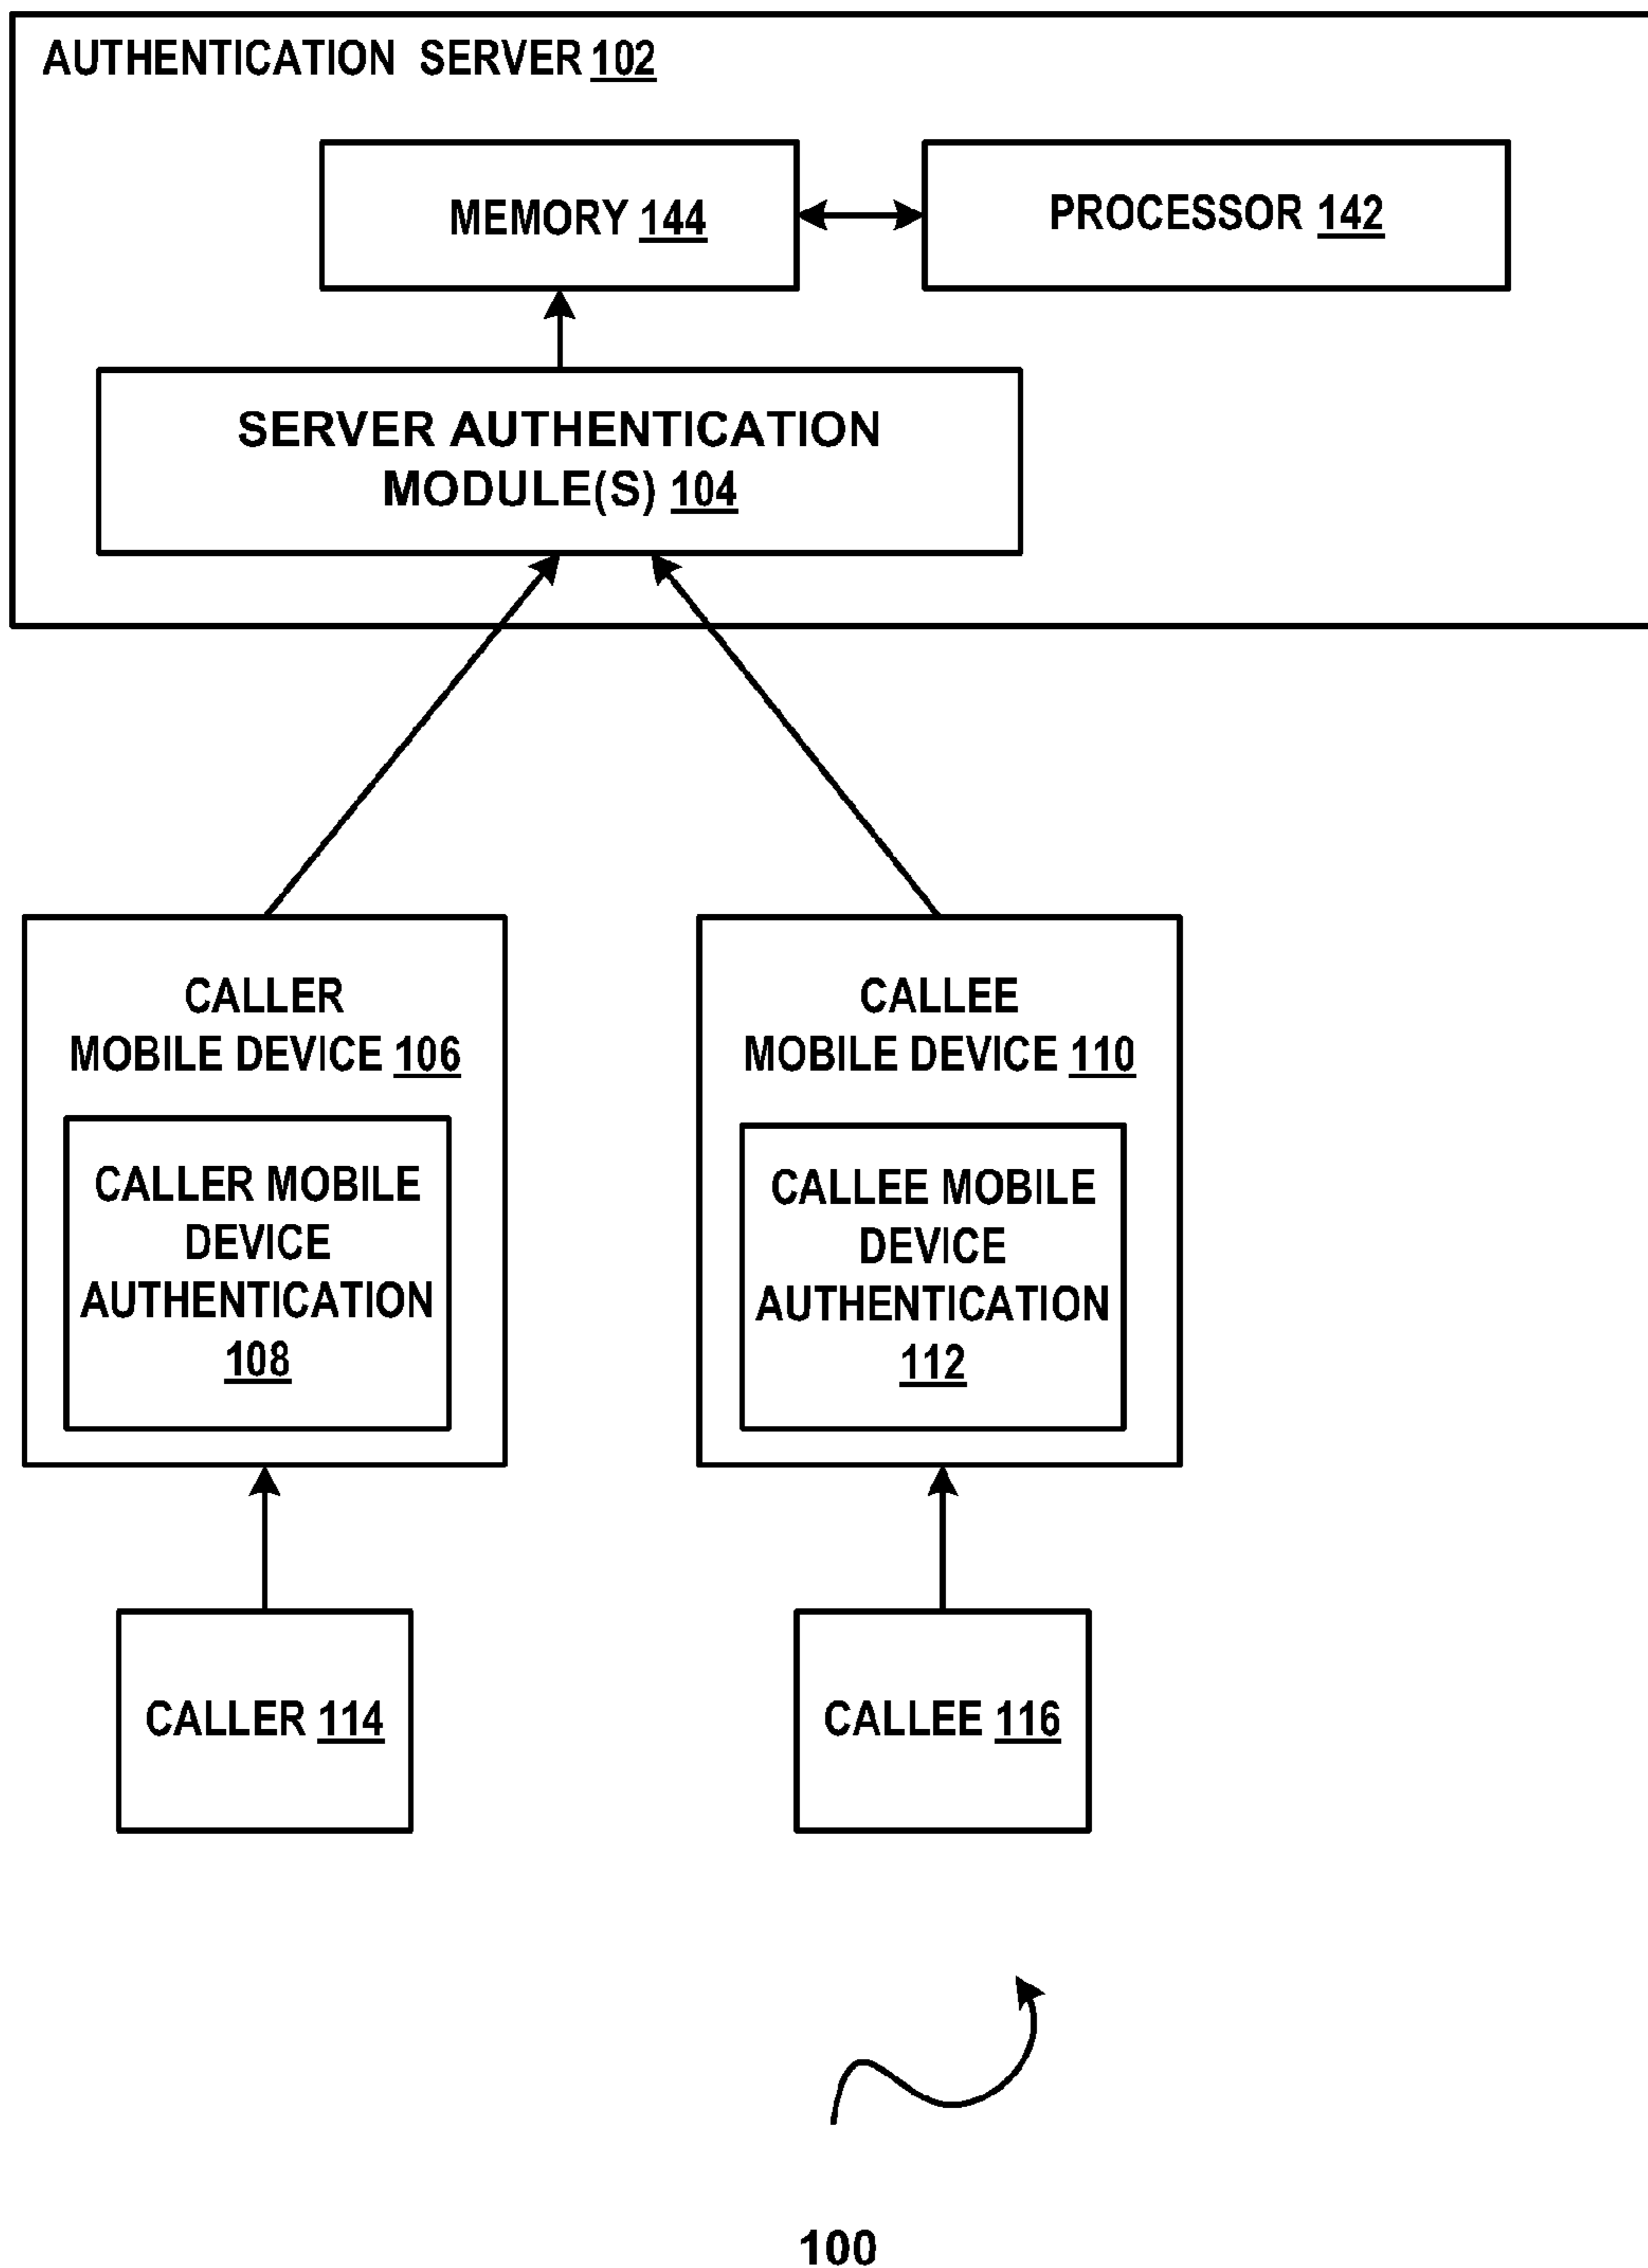 AUTHENTICATION SERVER 102
MEMORY 144
PROCESSOR 142
SERVER AUTHENTICATION
MODULE(S) 104
CALLER
MOBILE DEVICE 106
CALLER MOBILE
DEVICE
AUTHENTICATION
108
CALLEE
MOBILE DEVICE 110
CALLEE MOBILE
DEVICE
AUTHENTICATION
112
CALLER 114
CALLEE 116
100